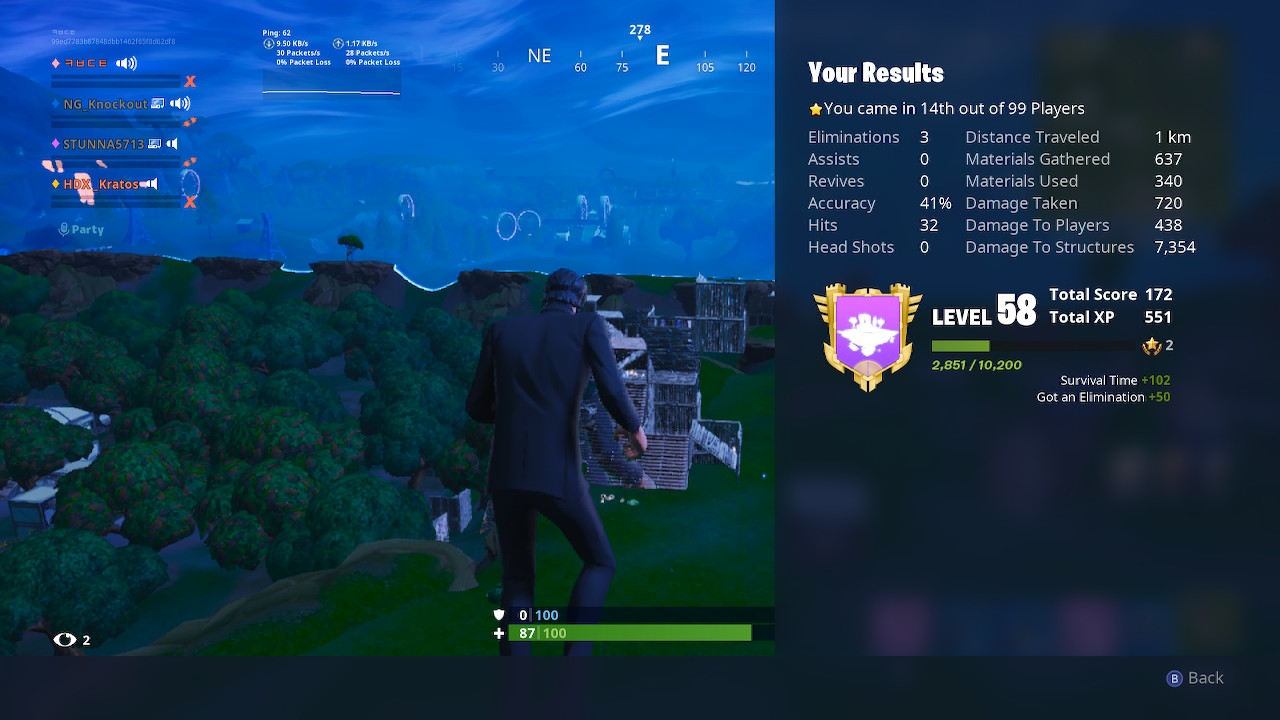 Ping: 62
9.50 KB/s 1.17 KB/s
30 Packets/s 28 Packets/s
0% Packet Loss 0% Packet Loss
278
15 30 NE 60 75 E 105 120
ㅋㅂㄷㅌ
NG_Knockout
STUNNA5713
HDX_Kratos
Party
Your Results
You came in 14th out of 99 Players
Eliminations 3 Distance Traveled 1 km
Assists 0 Materials Gathered 637
Revives 0 Materials Used 340
Accuracy 41% Damage Taken 720
Hits 32 Damage To Players 438
Head Shots 0 Damage To Structures 7,354
LEVEL 58
Total Score 172
Total XP 551
2
2,851 / 10,200
Survival Time +102
Got an Elimination +50
0 | 100
87 | 100
2
B Back